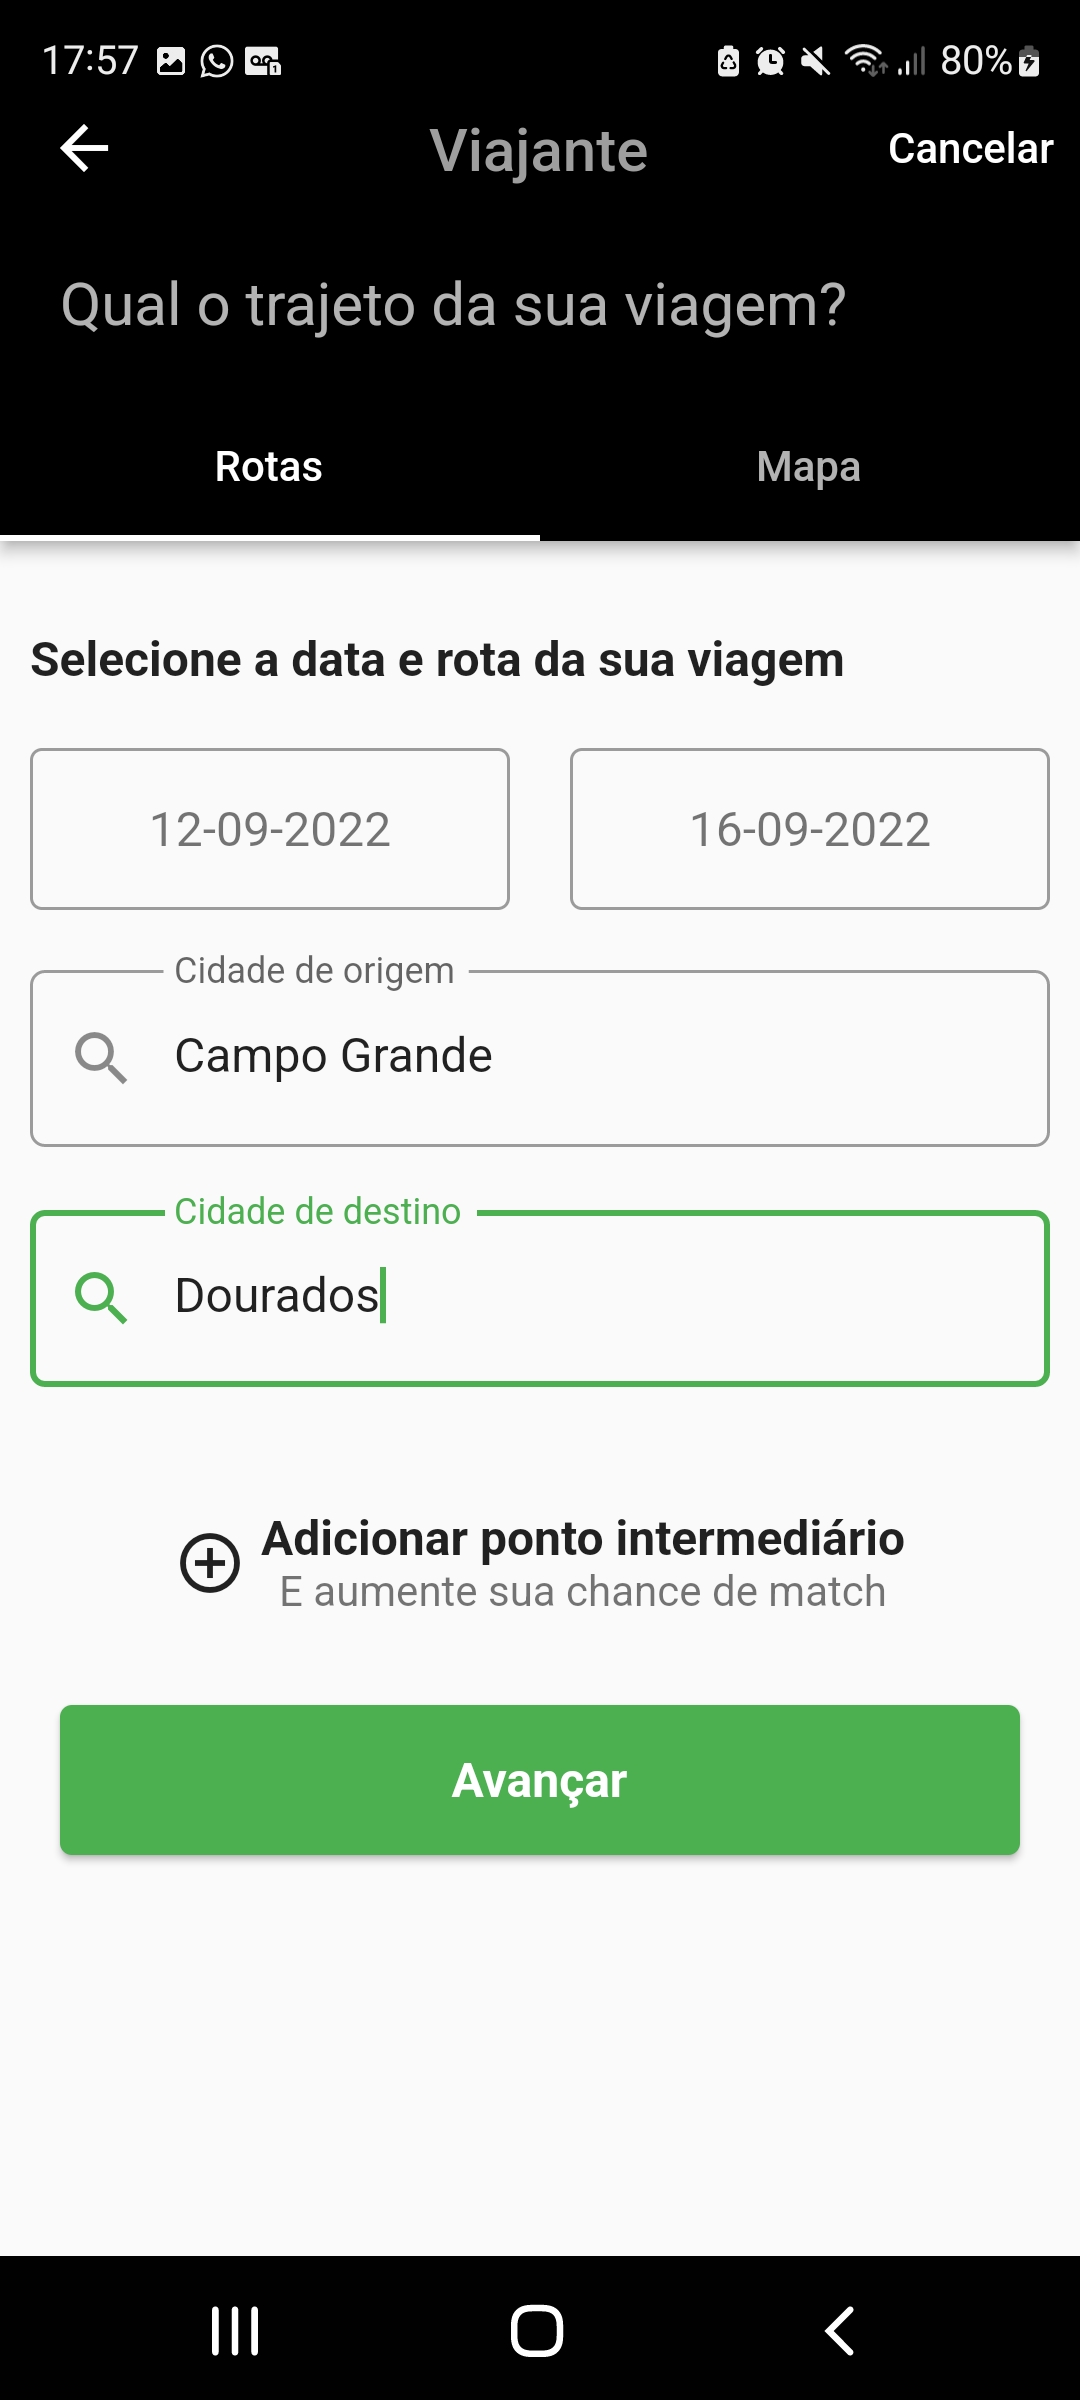 17:57
80%
Viajante
Cancelar
Qual o trajeto da sua viagem?
Rotas
Mapa
Selecione a data e rota da sua viagem
12-09-2022
16-09-2022
Cidade de origem
Campo Grande
Cidade de destino
Dourados
Adicionar ponto intermediário
E aumente sua chance de match
Avançar